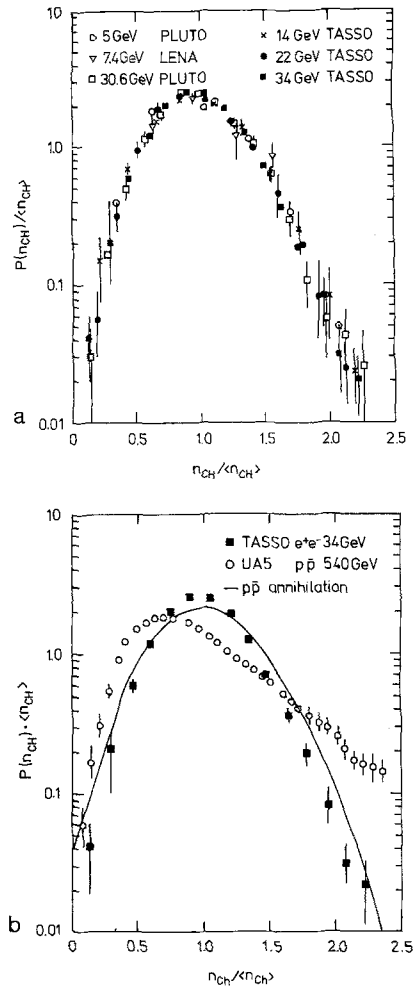 5 GeV PLUTO
7.4GeV LENA
30.6GeV PLUTO
14 GeV TASSO
22 GeV TASSO
34 GeV TASSO
10
1.0
0.1
0.01
P(n_CH)/<n_CH>
0
0.5
1.0
1.5
2.0
2.5
n_CH/<n_CH>
a
TASSO e+e- 34GeV
UA5 pp̄ 540GeV
pp̄ annihilation
10
1.0
0.1
0.01
P(n_CH)·<n_CH>
0
0.5
1.0
1.5
2.0
2.5
n_Ch/<n_Ch>
b